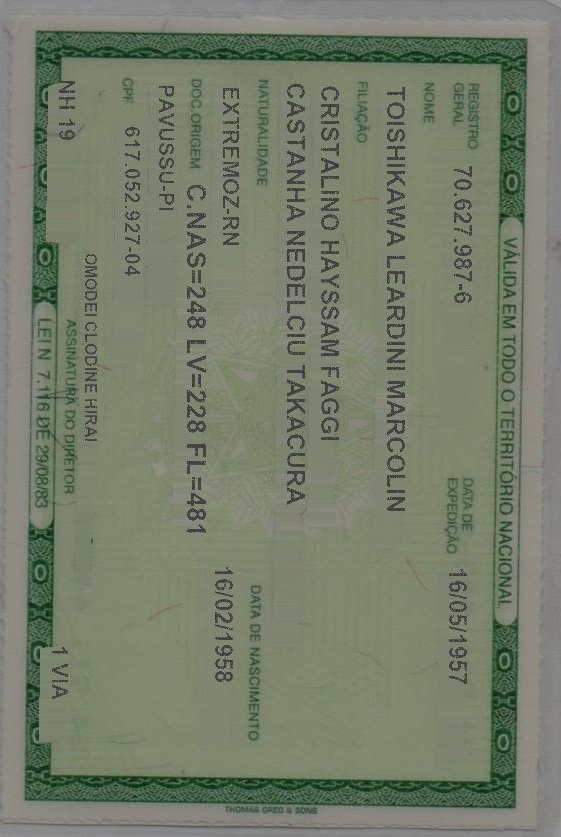 VÁLIDA EM TODO O TERRITÓRIO NACIONAL
REGISTRO GERAL 70.627.987-6 DATA DE EXPEDIÇÃO 16/05/1957
NOME
TOISHIKAWA LEARDINI MARCOLIN
FILIAÇÃO
CRISTALINO HAYSSAM FAGGI
CASTANHA NEDELCIU TAKACURA
NATURALIDADE DATA DE NASCIMENTO
EXTREMOZ-RN 16/02/1958
DOC.ORIGEM C.NAS=248 LV=228 FL=481
PAVUSSU-PI
CPF 617.052.927-04
OMODEI CLODINE HIRAI
NH 19 ASSINATURA DO DIRETOR 1 VIA
LEI N 7.116 DE 29/08/83
THOMAS GREG & SONS